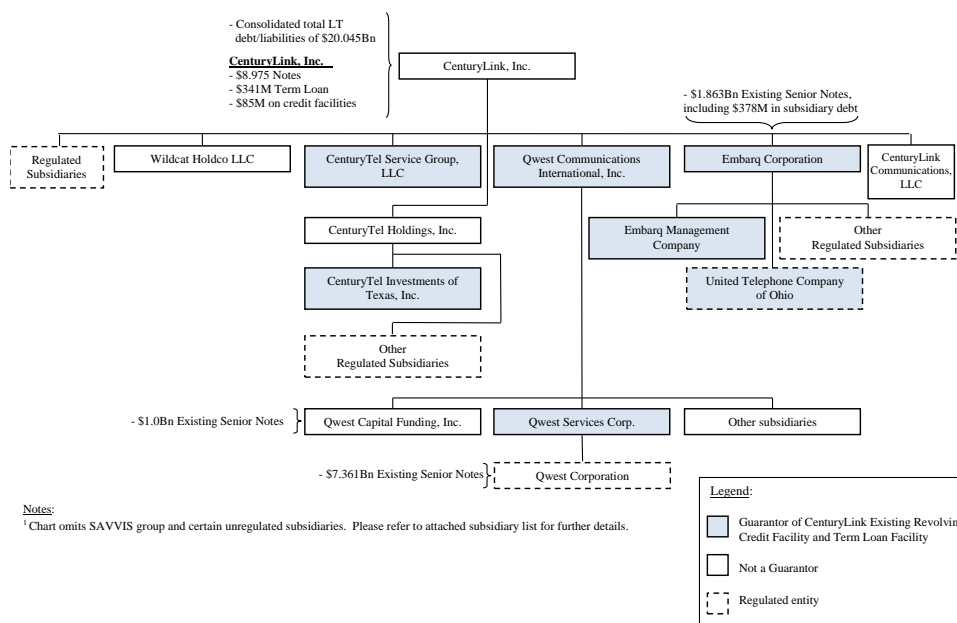 - Consolidated total LT
debt/liabilities of $20.045Bn
CenturyLink, Inc.
- $8.975 Notes
- $341M Term Loan
- $85M on credit facilities
CenturyLink, Inc.
- $1.863Bn Existing Senior Notes,
including $378M in subsidiary debt
Regulated
Subsidiaries
Wildcat Holdco LLC
CenturyTel Service Group,
LLC
Qwest Communications
International, Inc.
Embarq Corporation
CenturyLink
Communications,
LLC
CenturyTel Holdings, Inc.
Embarq Management
Company
Other
Regulated Subsidiaries
CenturyTel Investments of
Texas, Inc.
United Telephone Company
of Ohio
Other
Regulated Subsidiaries
- $1.0Bn Existing Senior Notes
Qwest Capital Funding, Inc.
Qwest Services Corp.
Other subsidiaries
- $7.361Bn Existing Senior Notes
Qwest Corporation
Notes:
1 Chart omits SAVVIS group and certain unregulated subsidiaries. Please refer to attached subsidiary list for further details.
Legend:
Guarantor of CenturyLink Existing Revolvin
Credit Facility and Term Loan Facility
Not a Guarantor
Regulated entity